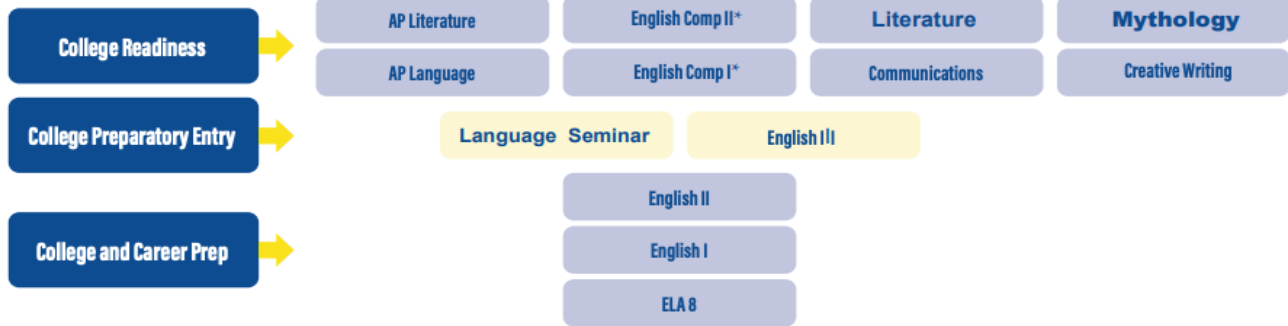 AP Literature
English Comp II*
Literature
Mythology
College Readiness
AP Language
English Comp I*
Communications
Creative Writing
College Preparatory Entry
Language Seminar
English III
English II
College and Career Prep
English I
ELA 8